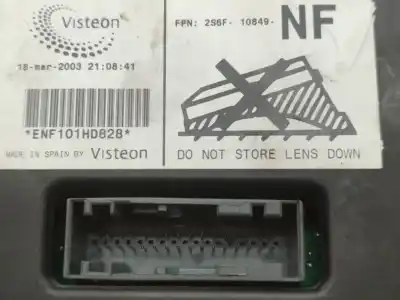 Visteon
FPN: 2S6F- 10849- NF
18-mar-2003 21:08:41
*ENF101HD828*
MADE IN SPAIN BY Visteon
DO NOT STORE LENS DOWN